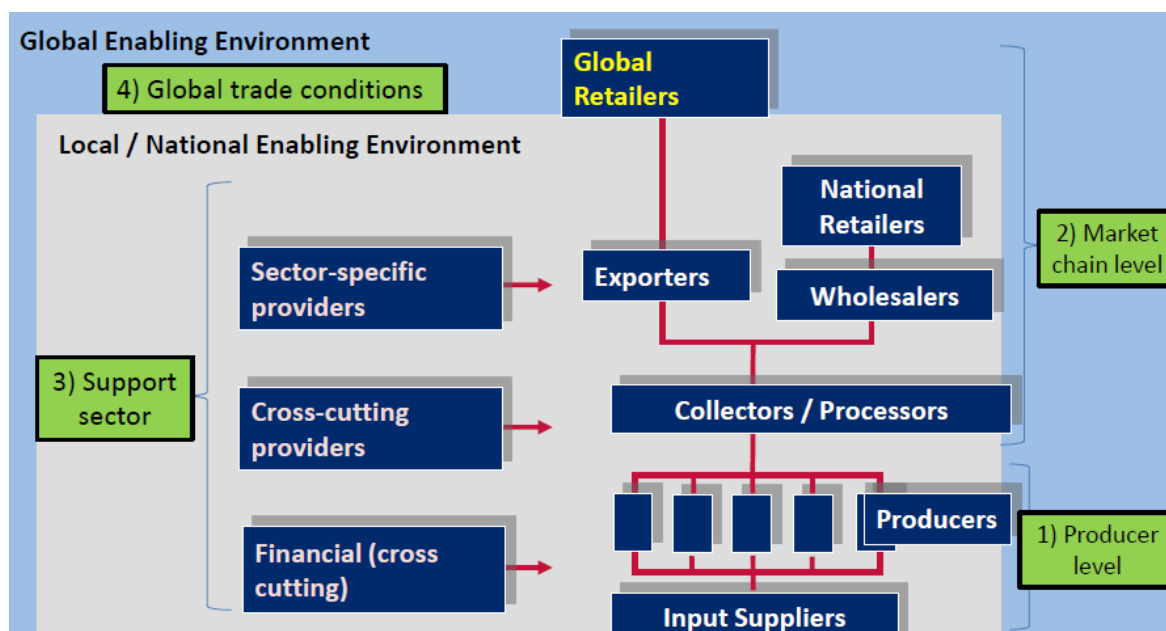 Global Enabling Environment
4) Global trade conditions
Global
Retailers
Local / National Enabling Environment
National
Retailers
2) Market
chain level
Sector-specific
providers
Exporters
Wholesalers
3) Support
sector
Cross-cutting
providers
Collectors / Processors
Producers
1) Producer
level
Financial (cross
cutting)
Input Suppliers